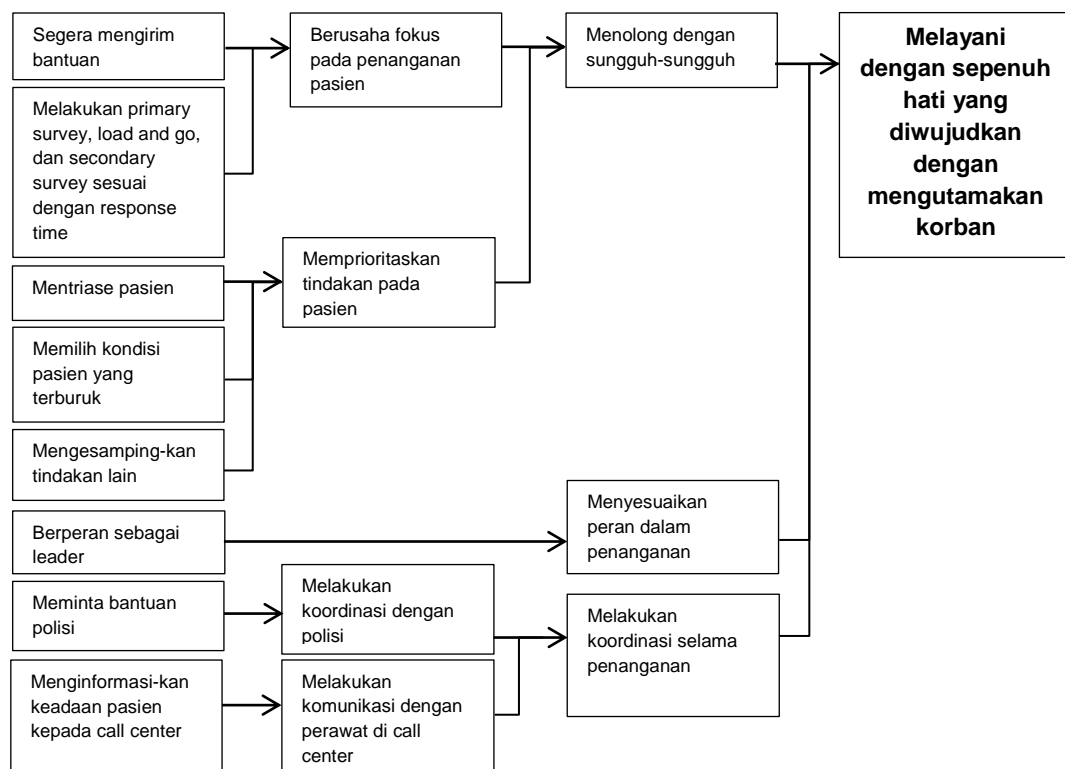 Segera mengirim
bantuan
Melakukan primary
survey, load and go,
dan secondary
survey sesuai
dengan response
time
Mentriase pasien
Memilih kondisi
pasien yang
terburuk
Mengesamping-kan
tindakan lain
Berperan sebagai
leader
Meminta bantuan
polisi
Menginformasi-kan
keadaan pasien
kepada call center
Berusaha fokus
pada penanganan
pasien
Memprioritaskan
tindakan pada
pasien
Melakukan
koordinasi dengan
polisi
Melakukan
komunikasi dengan
perawat di call
center
Menolong dengan
sungguh-sungguh
Menyesuaikan
peran dalam
penanganan
Melakukan
koordinasi selama
penanganan
Melayani
dengan sepenuh
hati yang
diwujudkan
dengan
mengutamakan
korban